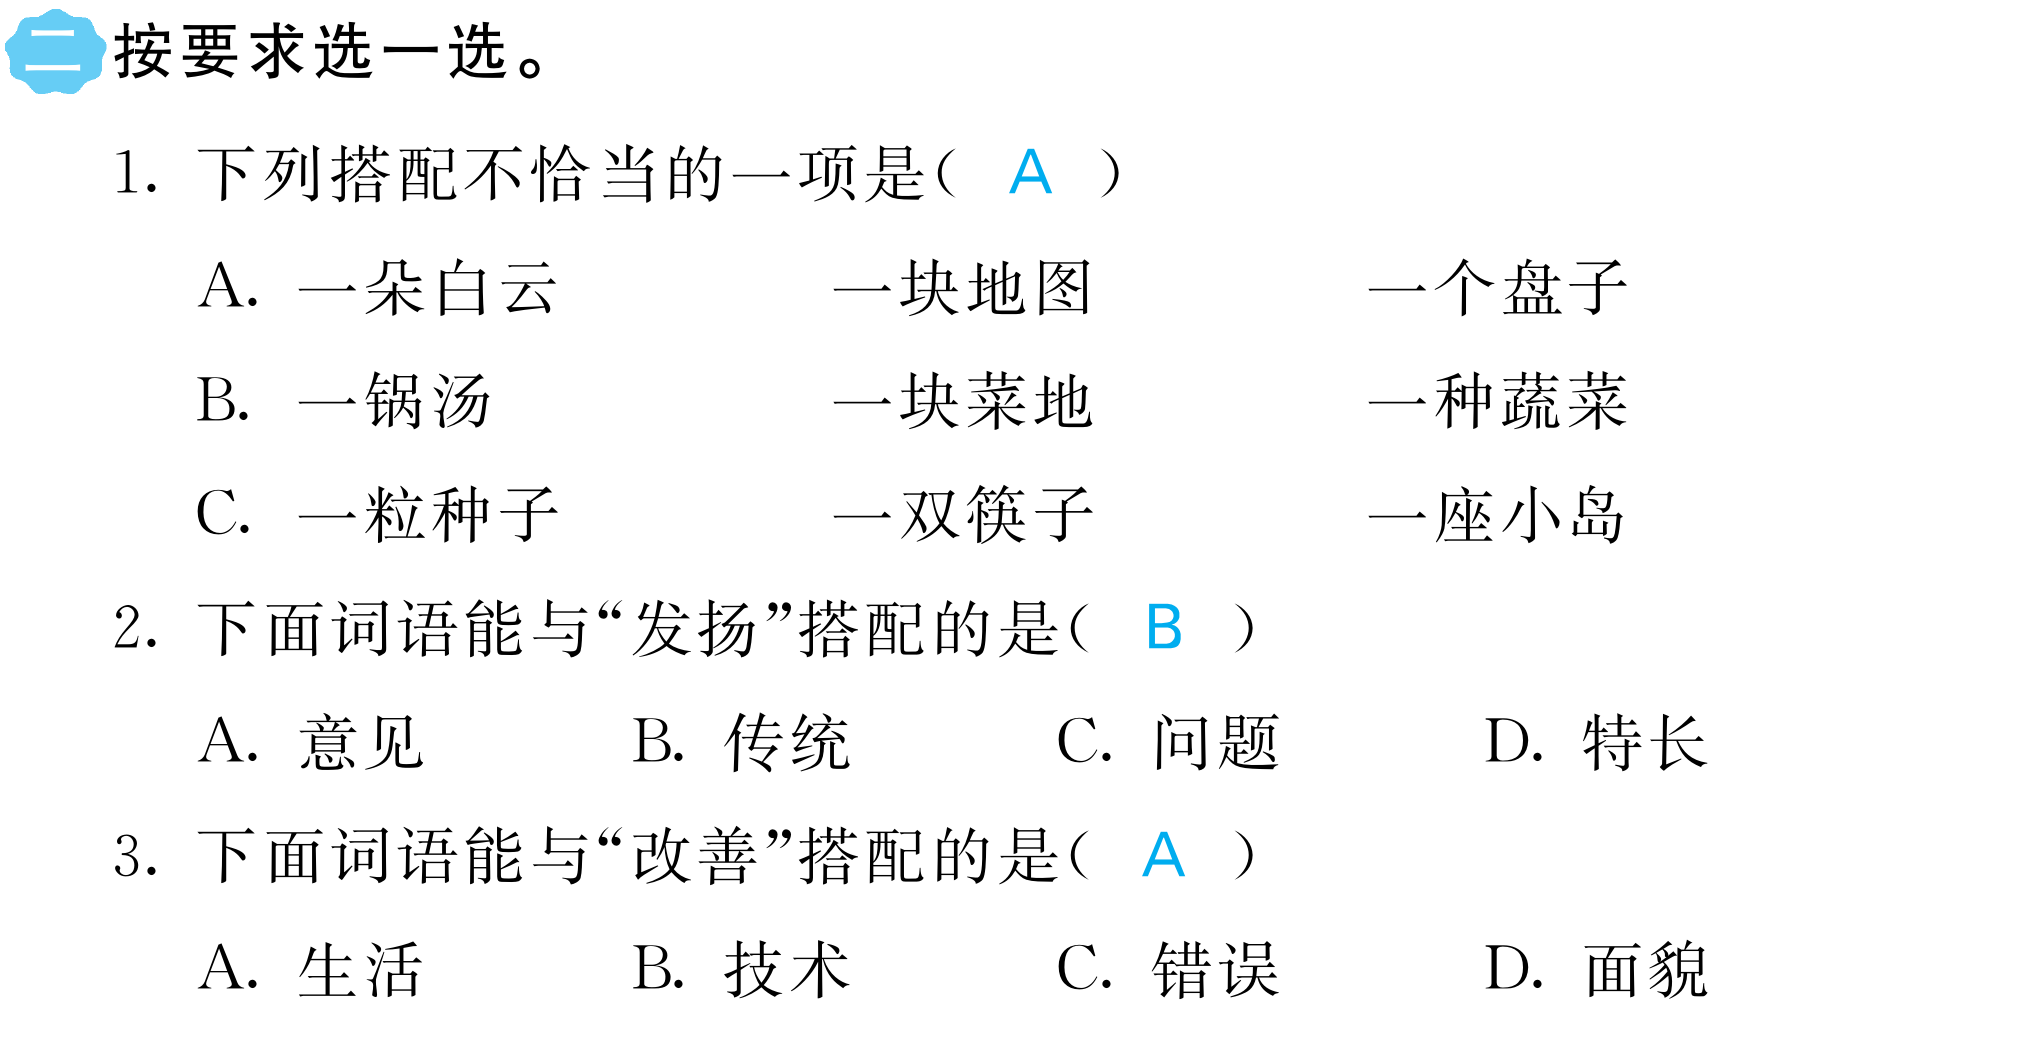 二 按要求选一选。
1. 下列搭配不恰当的一项是( A )
A. 一朵白云 一块地图 一个盘子
B. 一锅汤 一块菜地 一种蔬菜
C. 一粒种子 一双筷子 一座小岛
2. 下面词语能与“发扬”搭配的是( B )
A. 意见 B. 传统 C. 问题 D. 特长
3. 下面词语能与“改善”搭配的是( A )
A. 生活 B. 技术 C. 错误 D. 面貌